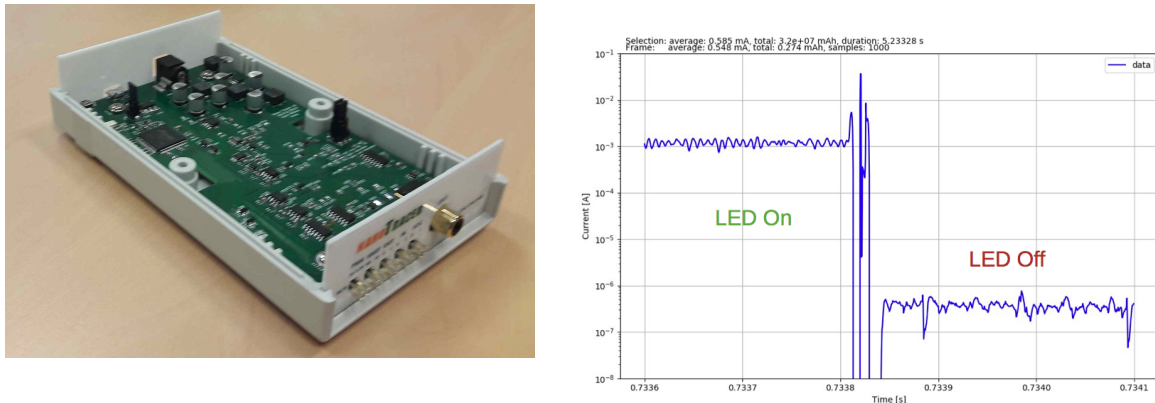 NANOTRACER
Selection: average: 0.585 mA, total: 3.2e+07 mAh, duration: 5.23328 s
Frame: average: 0.548 mA, total: 0.274 mAh, samples: 1000
data
Current [A]
10⁻¹
10⁻²
10⁻³
10⁻⁴
10⁻⁵
10⁻⁶
10⁻⁷
10⁻⁸
LED On
LED Off
0.7336 0.7337 0.7338 0.7339 0.7340 0.7341
Time [s]